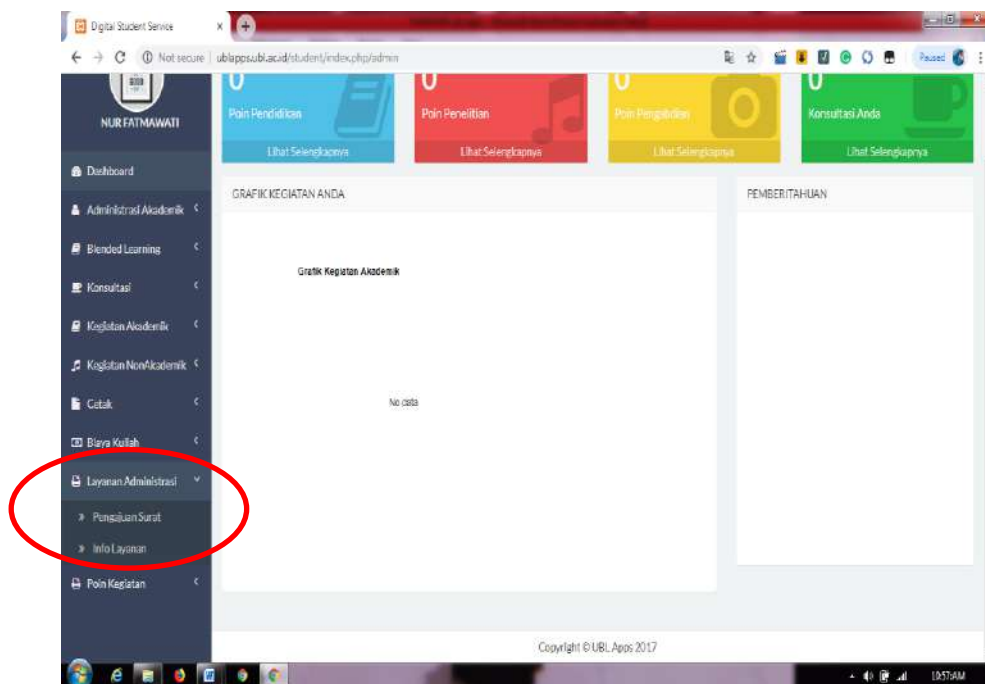 Digital Student Service
Not secure | ublapps.ubl.ac.id/student/index.php/admin
Paused
NUR FATMAWATI
Dashboard
Administrasi Akademik
Blended Learning
Konsultasi
Kegiatan Akademik
Kegiatan NonAkademik
Cetak
Biaya Kuliah
Layanan Administrasi
Pengajuan Surat
Info Layanan
Poin Kegiatan
0
Poin Pendidikan
Lihat Selengkapnya
0
Poin Penelitian
Lihat Selengkapnya
0
Poin Pengabdian
Lihat Selengkapnya
0
Konsultasi Anda
Lihat Selengkapnya
GRAFIK KEGIATAN ANDA
Grafik Kegiatan Akademik
No data
PEMBERITAHUAN
Copyright © UBL Apps 2017
10:57 AM